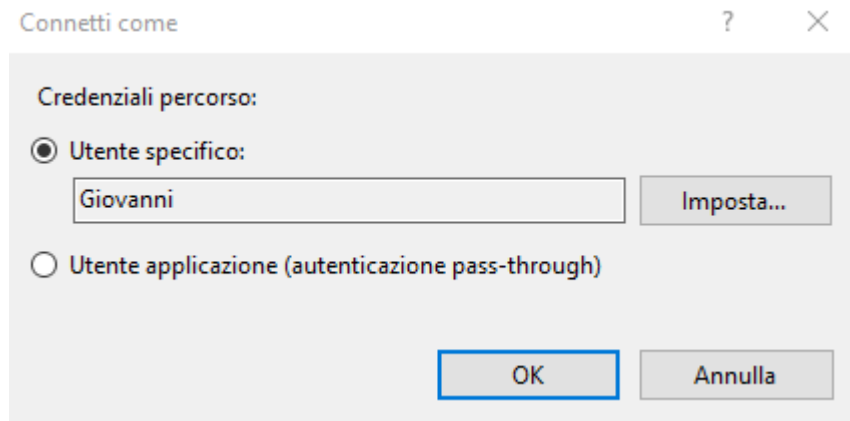 Connetti come
?
Credenziali percorso:
Utente specifico:
Giovanni
Imposta...
Utente applicazione (autenticazione pass-through)
OK
Annulla